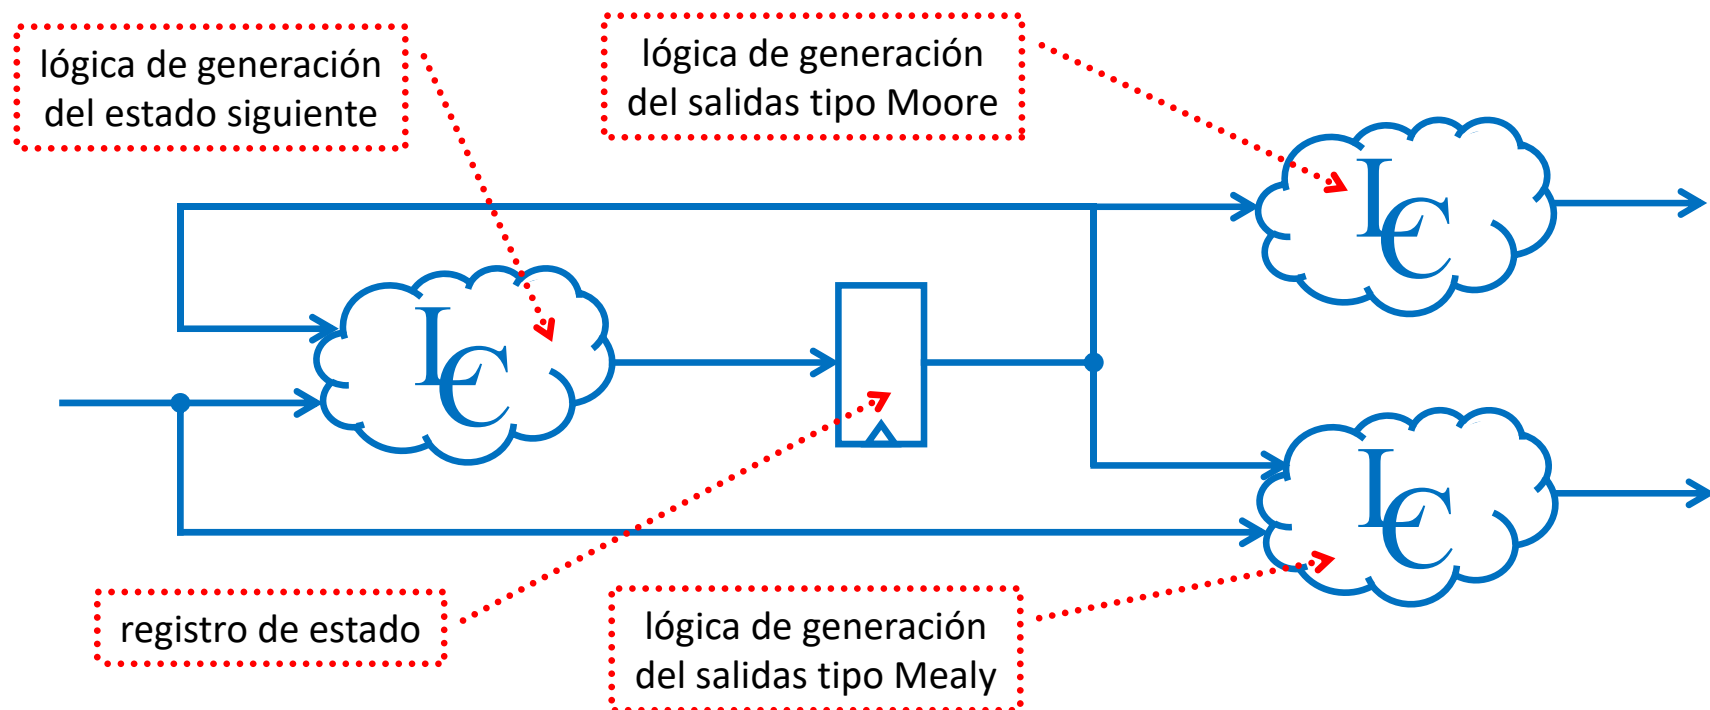 lógica de generación
del estado siguiente
lógica de generación
del salidas tipo Moore
LC
LC
LC
registro de estado
lógica de generación
del salidas tipo Mealy